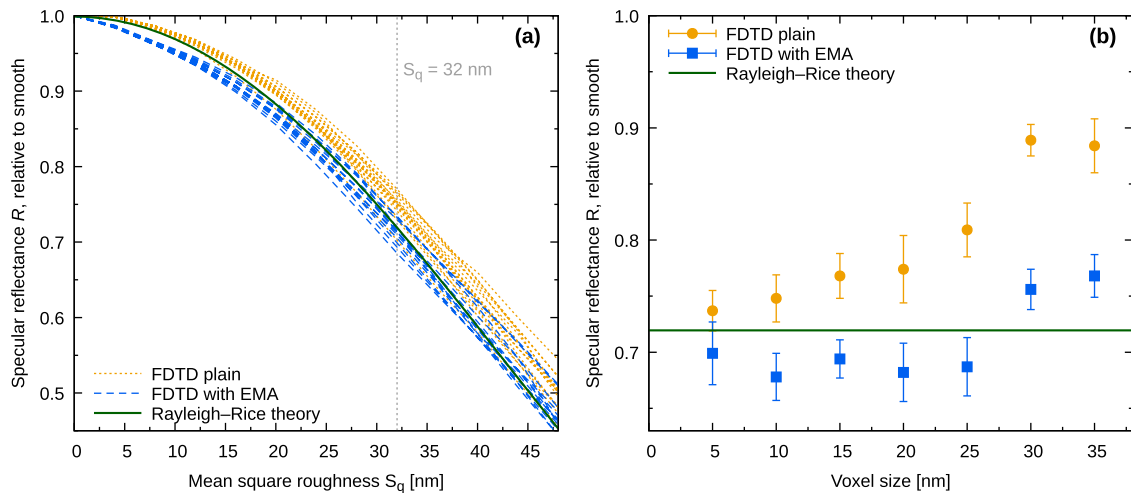 (a)
S_q = 32 nm
Specular reflectance R, relative to smooth
1.0
0.9
0.8
0.7
0.6
0.5
FDTD plain
FDTD with EMA
Rayleigh–Rice theory
0 5 10 15 20 25 30 35 40 45
Mean square roughness S_q [nm]
(b)
FDTD plain
FDTD with EMA
Rayleigh–Rice theory
Specular reflectance R, relative to smooth
1.0
0.9
0.8
0.7
0 5 10 15 20 25 30 35
Voxel size [nm]